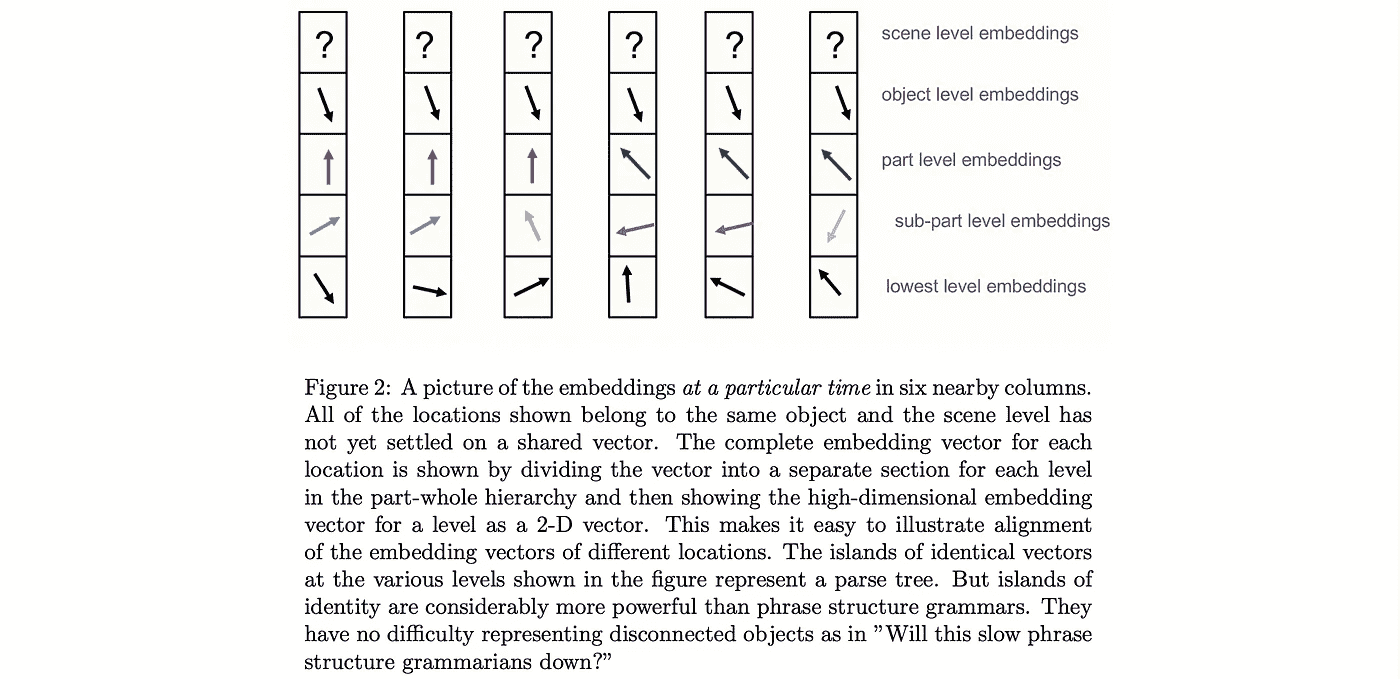 ? ? ? ? ? ? scene level embeddings
object level embeddings
part level embeddings
sub-part level embeddings
lowest level embeddings
Figure 2: A picture of the embeddings at a particular time in six nearby columns.
All of the locations shown belong to the same object and the scene level has
not yet settled on a shared vector. The complete embedding vector for each
location is shown by dividing the vector into a separate section for each level
in the part-whole hierarchy and then showing the high-dimensional embedding
vector for a level as a 2-D vector. This makes it easy to illustrate alignment
of the embedding vectors of different locations. The islands of identical vectors
at the various levels shown in the figure represent a parse tree. But islands of
identity are considerably more powerful than phrase structure grammars. They
have no difficulty representing disconnected objects as in ”Will this slow phrase
structure grammarians down?”